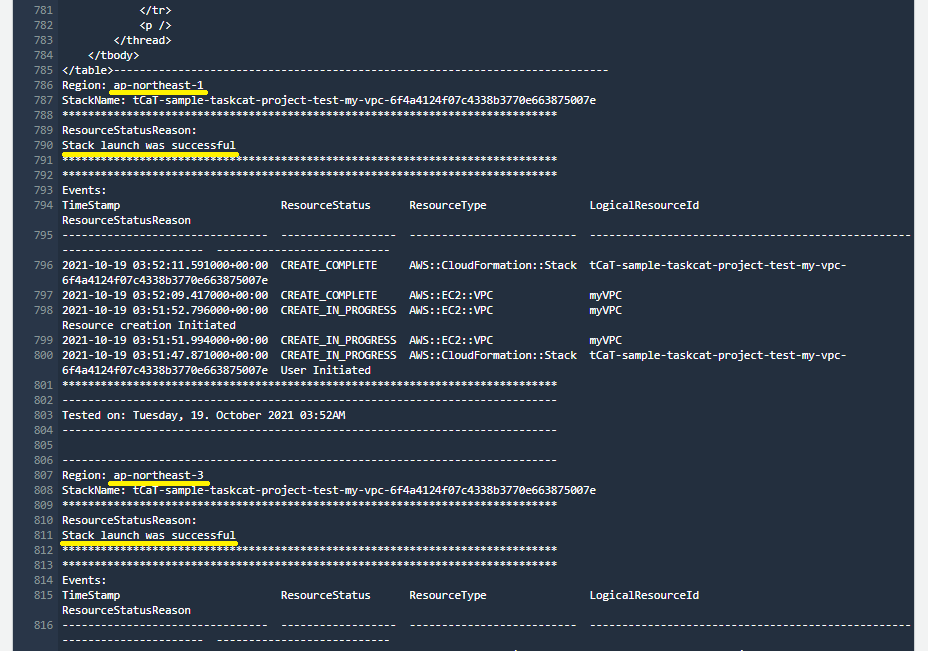 781 </tr>
782 <p />
783 </thread>
784 </tbody>
785 </table>----------------------------------------------------------------------------
786 Region: ap-northeast-1
787 StackName: tCaT-sample-taskcat-project-test-my-vpc-6f4a4124f07c4338b3770e663875007e
788 *****************************************************************************
789 ResourceStatusReason:
790 Stack launch was successful
791 *****************************************************************************
792 *****************************************************************************
793 Events:
794 TimeStamp ResourceStatus ResourceType LogicalResourceId
ResourceStatusReason
795 -------------------------------- ------------------ -------------------------- --------------------------------------------------
---------------------- ---------------------------
796 2021-10-19 03:52:11.591000+00:00 CREATE_COMPLETE AWS::CloudFormation::Stack tCaT-sample-taskcat-project-test-my-vpc-
6f4a4124f07c4338b3770e663875007e
797 2021-10-19 03:52:09.417000+00:00 CREATE_COMPLETE AWS::EC2::VPC myVPC
798 2021-10-19 03:51:52.796000+00:00 CREATE_IN_PROGRESS AWS::EC2::VPC myVPC
Resource creation Initiated
799 2021-10-19 03:51:51.994000+00:00 CREATE_IN_PROGRESS AWS::EC2::VPC myVPC
800 2021-10-19 03:51:47.871000+00:00 CREATE_IN_PROGRESS AWS::CloudFormation::Stack tCaT-sample-taskcat-project-test-my-vpc-
6f4a4124f07c4338b3770e663875007e User Initiated
801 *****************************************************************************
802 -----------------------------------------------------------------------------
803 Tested on: Tuesday, 19. October 2021 03:52AM
804 -----------------------------------------------------------------------------
805
806 -----------------------------------------------------------------------------
807 Region: ap-northeast-3
808 StackName: tCaT-sample-taskcat-project-test-my-vpc-6f4a4124f07c4338b3770e663875007e
809 *****************************************************************************
810 ResourceStatusReason:
811 Stack launch was successful
812 *****************************************************************************
813 *****************************************************************************
814 Events:
815 TimeStamp ResourceStatus ResourceType LogicalResourceId
ResourceStatusReason
816 -------------------------------- ------------------ -------------------------- --------------------------------------------------
---------------------- ---------------------------